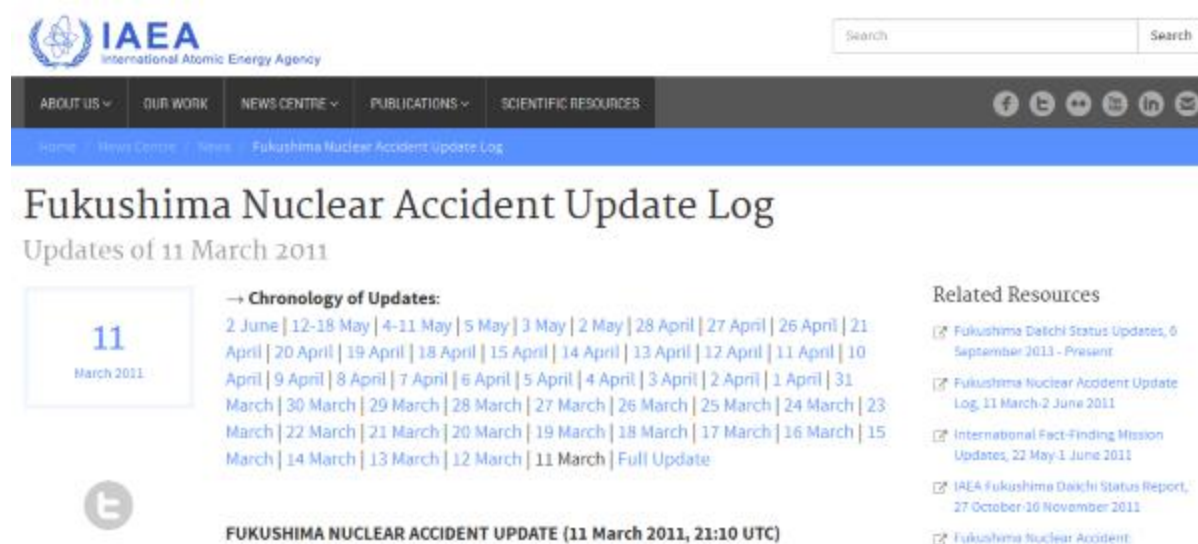 IAEA
International Atomic Energy Agency
Search
Search
ABOUT US
OUR WORK
NEWS CENTRE
PUBLICATIONS
SCIENTIFIC RESOURCES
Home / News Centre / News / Fukushima Nuclear Accident Update Log
Fukushima Nuclear Accident Update Log
Updates of 11 March 2011
11
March 2011
→ Chronology of Updates:
2 June | 12-18 May | 4-11 May | 5 May | 3 May | 2 May | 28 April | 27 April | 26 April | 21
April | 20 April | 19 April | 18 April | 15 April | 14 April | 13 April | 12 April | 11 April | 10
April | 9 April | 8 April | 7 April | 6 April | 5 April | 4 April | 3 April | 2 April | 1 April | 31
March | 30 March | 29 March | 28 March | 27 March | 26 March | 25 March | 24 March | 23
March | 22 March | 21 March | 20 March | 19 March | 18 March | 17 March | 16 March | 15
March | 14 March | 13 March | 12 March | 11 March | Full Update
FUKUSHIMA NUCLEAR ACCIDENT UPDATE (11 March 2011, 21:10 UTC)
Related Resources
Fukushima Daiichi Status Updates, 6
September 2013 - Present
Fukushima Nuclear Accident Update
Log, 11 March-2 June 2011
International Fact-Finding Mission
Updates, 22 May-1 June 2011
IAEA Fukushima Daiichi Status Report,
27 October-10 November 2011
Fukushima Nuclear Accident: